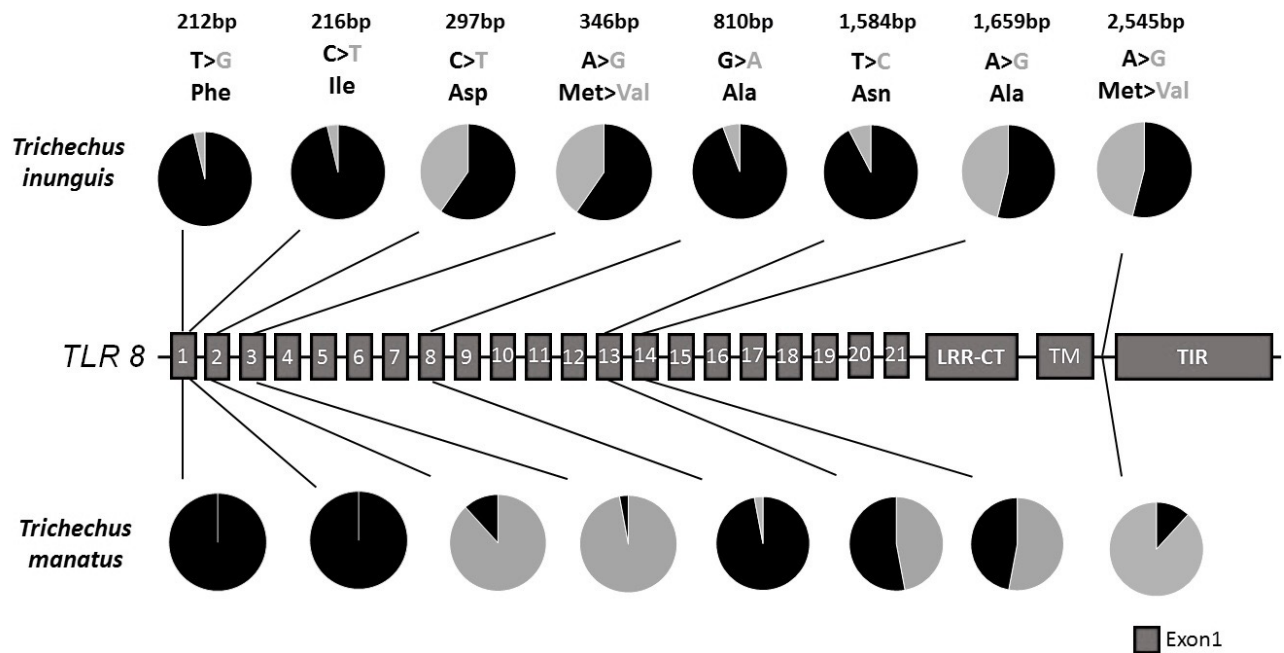 212bp 216bp 297bp 346bp 810bp 1,584bp 1,659bp 2,545bp
T>G C>T C>T A>G G>A T>C A>G A>G
Phe Ile Asp Met>Val Ala Asn Ala Met>Val
Trichechus
inunguis
TLR 8 1 2 3 4 5 6 7 8 9 10 11 12 13 14 15 16 17 18 19 20 21 LRR-CT TM TIR
Trichechus
manatus
Exon1